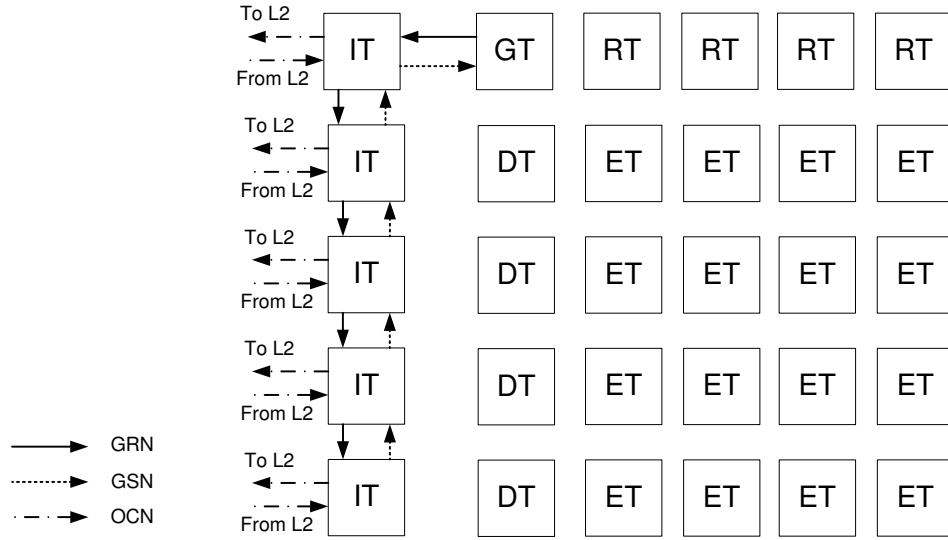 To L2
IT GT RT RT RT RT
From L2
To L2
IT DT ET ET ET ET
From L2
To L2
IT DT ET ET ET ET
From L2
To L2
IT DT ET ET ET ET
From L2
GRN
To L2
GSN
IT DT ET ET ET ET
OCN
From L2